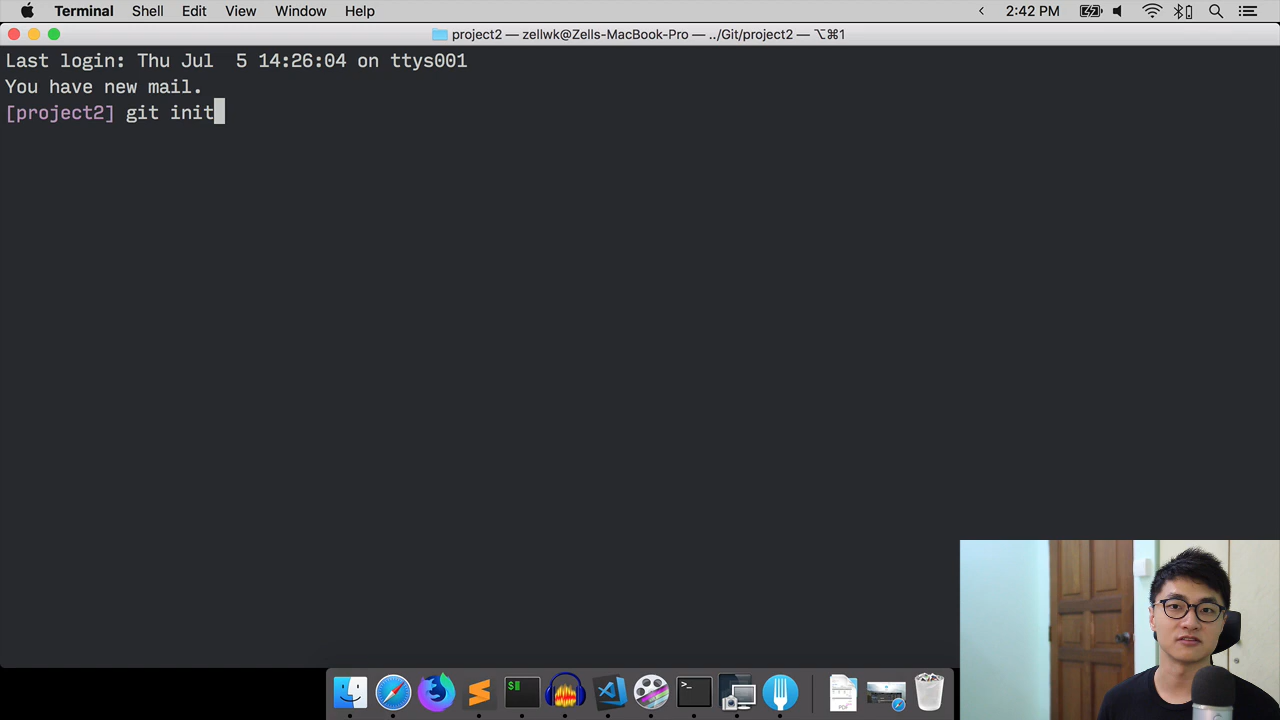 Terminal Shell Edit View Window Help 2:42 PM
project2 — zellwk@Zells-MacBook-Pro — ../Git/project2 — ⌥⌘1
Last login: Thu Jul  5 14:26:04 on ttys001
You have new mail.
[project2] git init
$
>_
PDF